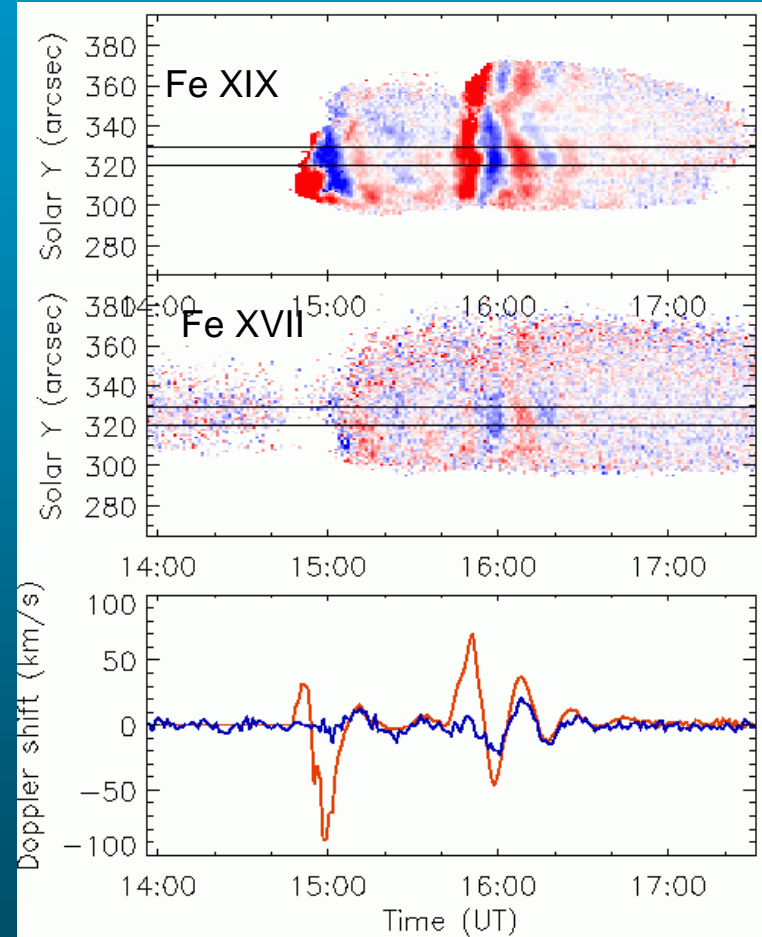 Solar Y (arcsec)
380
360
340
320
300
280
Fe XIX
14:00 15:00 16:00 17:00
Solar Y (arcsec)
380
360
340
320
300
280
Fe XVII
14:00 15:00 16:00 17:00
Doppler shift (km/s)
100
50
0
−50
−100
14:00 15:00 16:00 17:00
Time (UT)